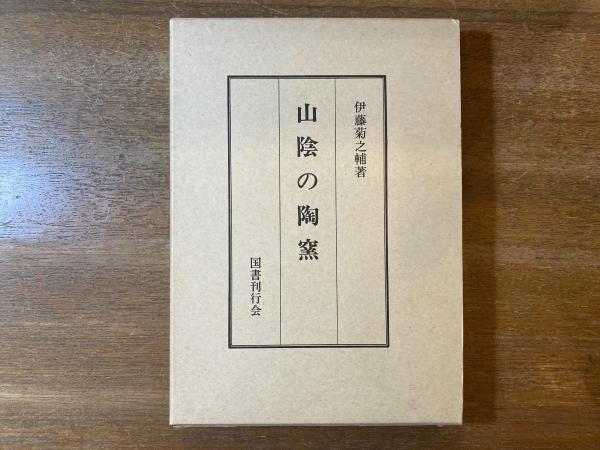 伊藤菊之輔著
山陰の陶窯
国書刊行会